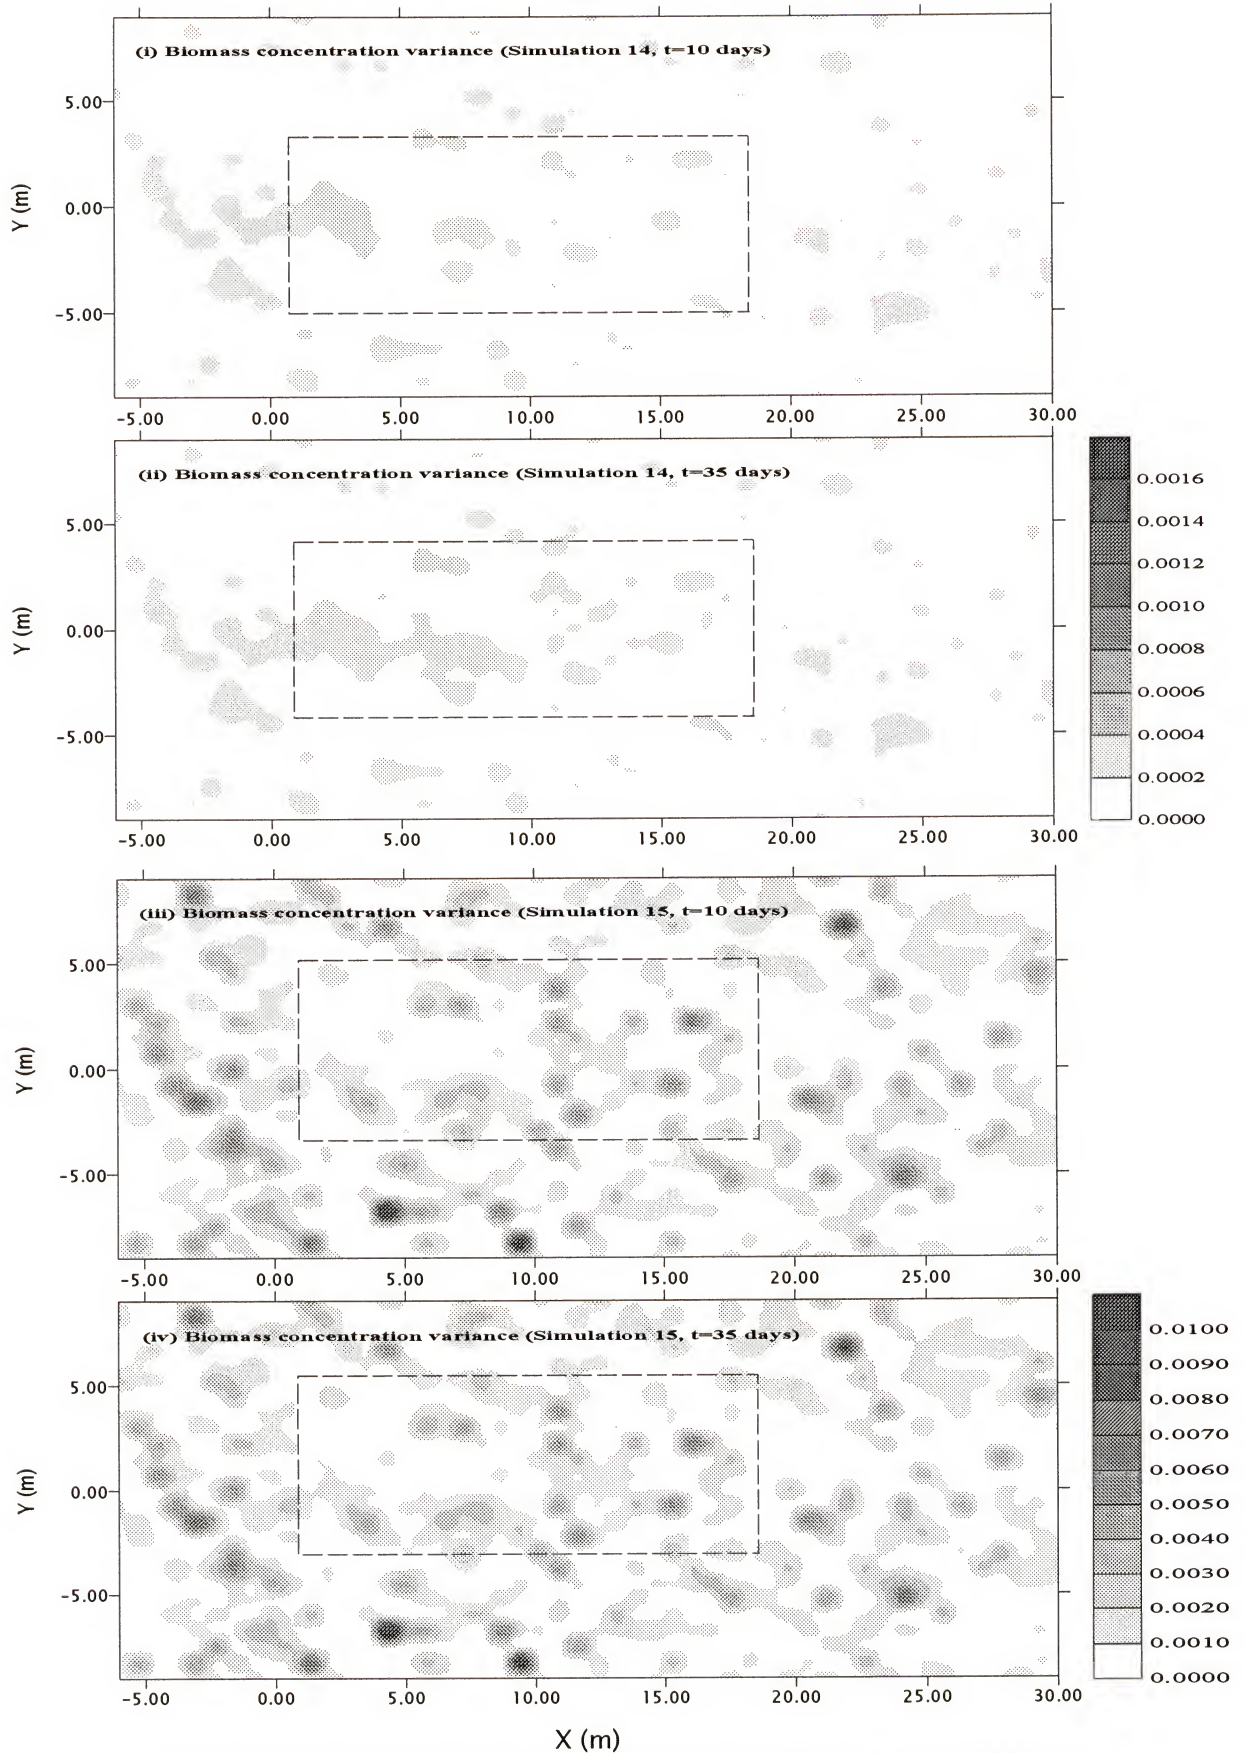 (i) Biomass concentration variance (Simulation 14, t=10 days)
5.00
0.00
-5.00
Y (m)
-5.00 0.00 5.00 10.00 15.00 20.00 25.00 30.00
(ii) Biomass concentration variance (Simulation 14, t=35 days)
5.00
0.00
-5.00
Y (m)
-5.00 0.00 5.00 10.00 15.00 20.00 25.00 30.00
0.0016
0.0014
0.0012
0.0010
0.0008
0.0006
0.0004
0.0002
0.0000
(iii) Biomass concentration variance (Simulation 15, t=10 days)
5.00
0.00
-5.00
Y (m)
-5.00 0.00 5.00 10.00 15.00 20.00 25.00 30.00
(iv) Biomass concentration variance (Simulation 15, t=35 days)
5.00
0.00
-5.00
Y (m)
-5.00 0.00 5.00 10.00 15.00 20.00 25.00 30.00
X (m)
0.0100
0.0090
0.0080
0.0070
0.0060
0.0050
0.0040
0.0030
0.0020
0.0010
0.0000